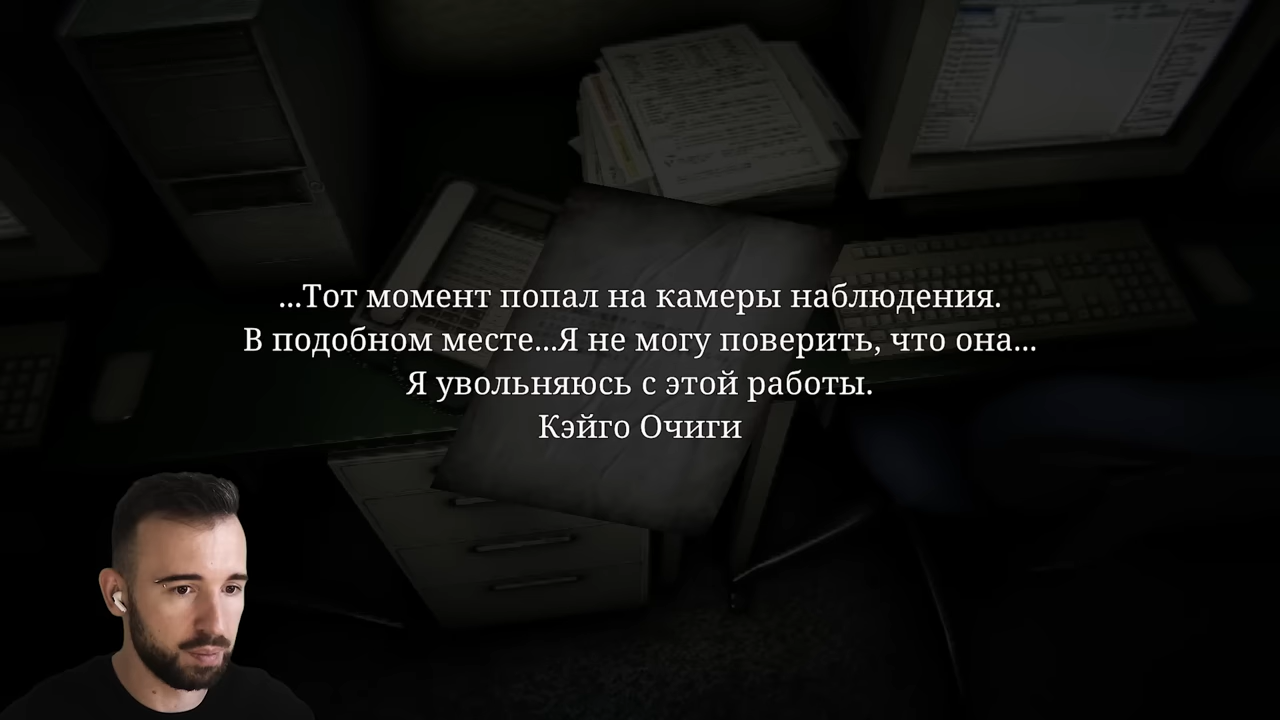 ...Тот момент попал на камеры наблюдения.
В подобном месте...Я не могу поверить, что она...
Я увольняюсь с этой работы.
Кэйго Очиги